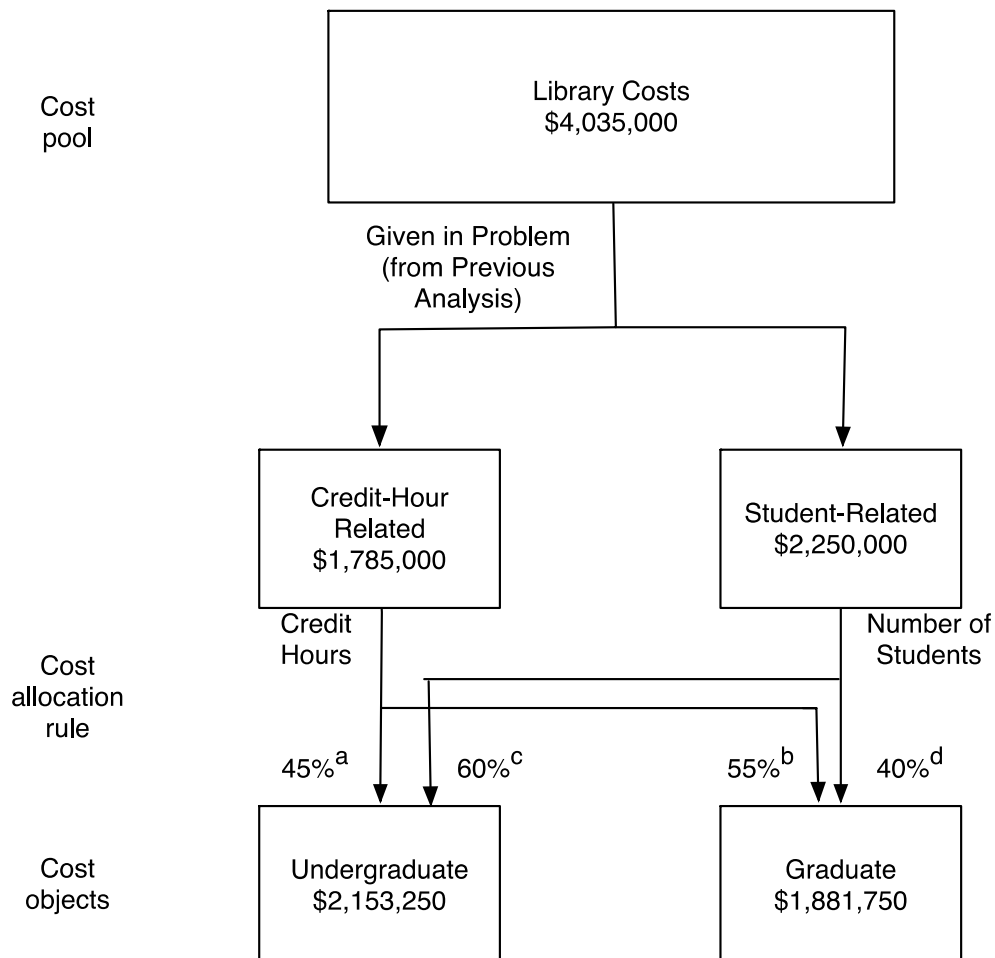 Cost
pool
Library Costs
$4,035,000
Given in Problem
(from Previous
Analysis)
Credit-Hour
Related
$1,785,000
Student-Related
$2,250,000
Credit
Hours
Number of
Students
Cost
allocation
rule
45%a
60%c
55%b
40%d
Cost
objects
Undergraduate
$2,153,250
Graduate
$1,881,750